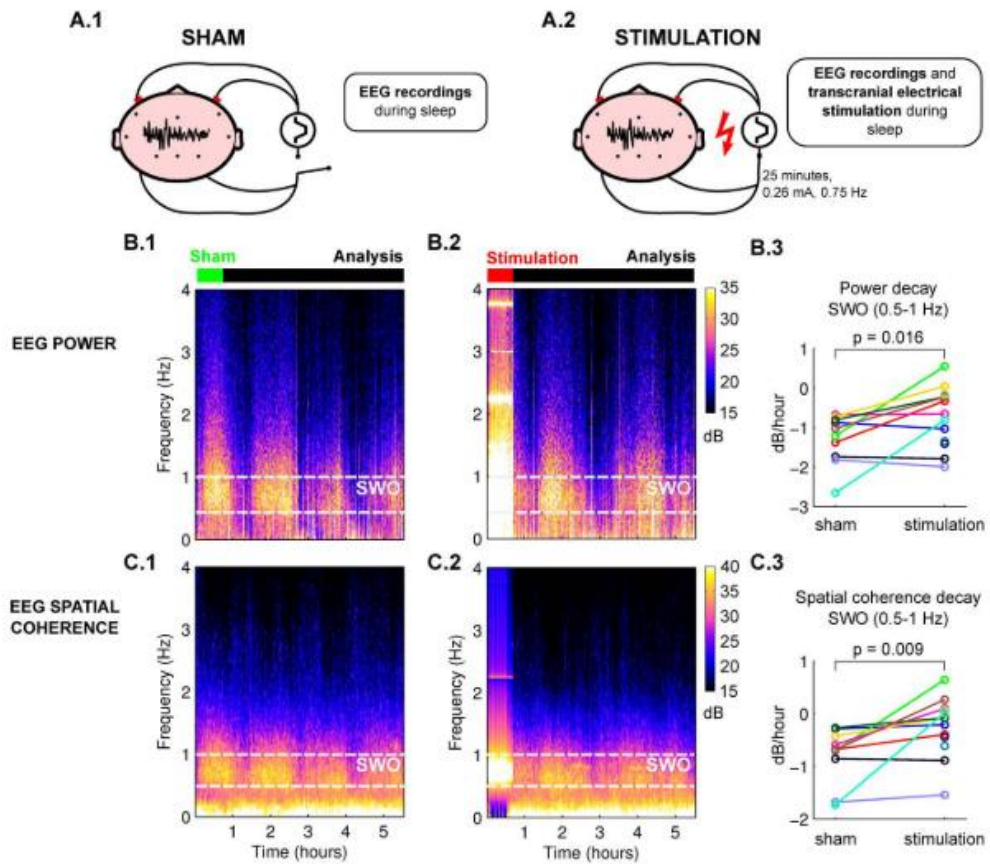 A.1
SHAM
EEG recordings
during sleep
A.2
STIMULATION
EEG recordings and
transcranial electrical
stimulation during
sleep
25 minutes,
0.26 mA, 0.75 Hz
B.1
Sham
Analysis
B.2
Stimulation
Analysis
B.3
Power decay
SWO (0.5-1 Hz)
p = 0.016
EEG POWER
Frequency (Hz)
4
3
2
1
0
SWO
4
3
2
1
0
SWO
35
30
25
20
15
dB
dB/hour
1
0
-1
-2
-3
sham
stimulation
C.1
EEG SPATIAL
COHERENCE
Frequency (Hz)
4
3
2
1
0
SWO
1
2
3
4
5
Time (hours)
C.2
Frequency (Hz)
4
3
2
1
0
SWO
1
2
3
4
5
Time (hours)
40
35
30
25
20
15
dB
C.3
Spatial coherence decay
SWO (0.5-1 Hz)
p = 0.009
dB/hour
1
0
-1
-2
sham
stimulation